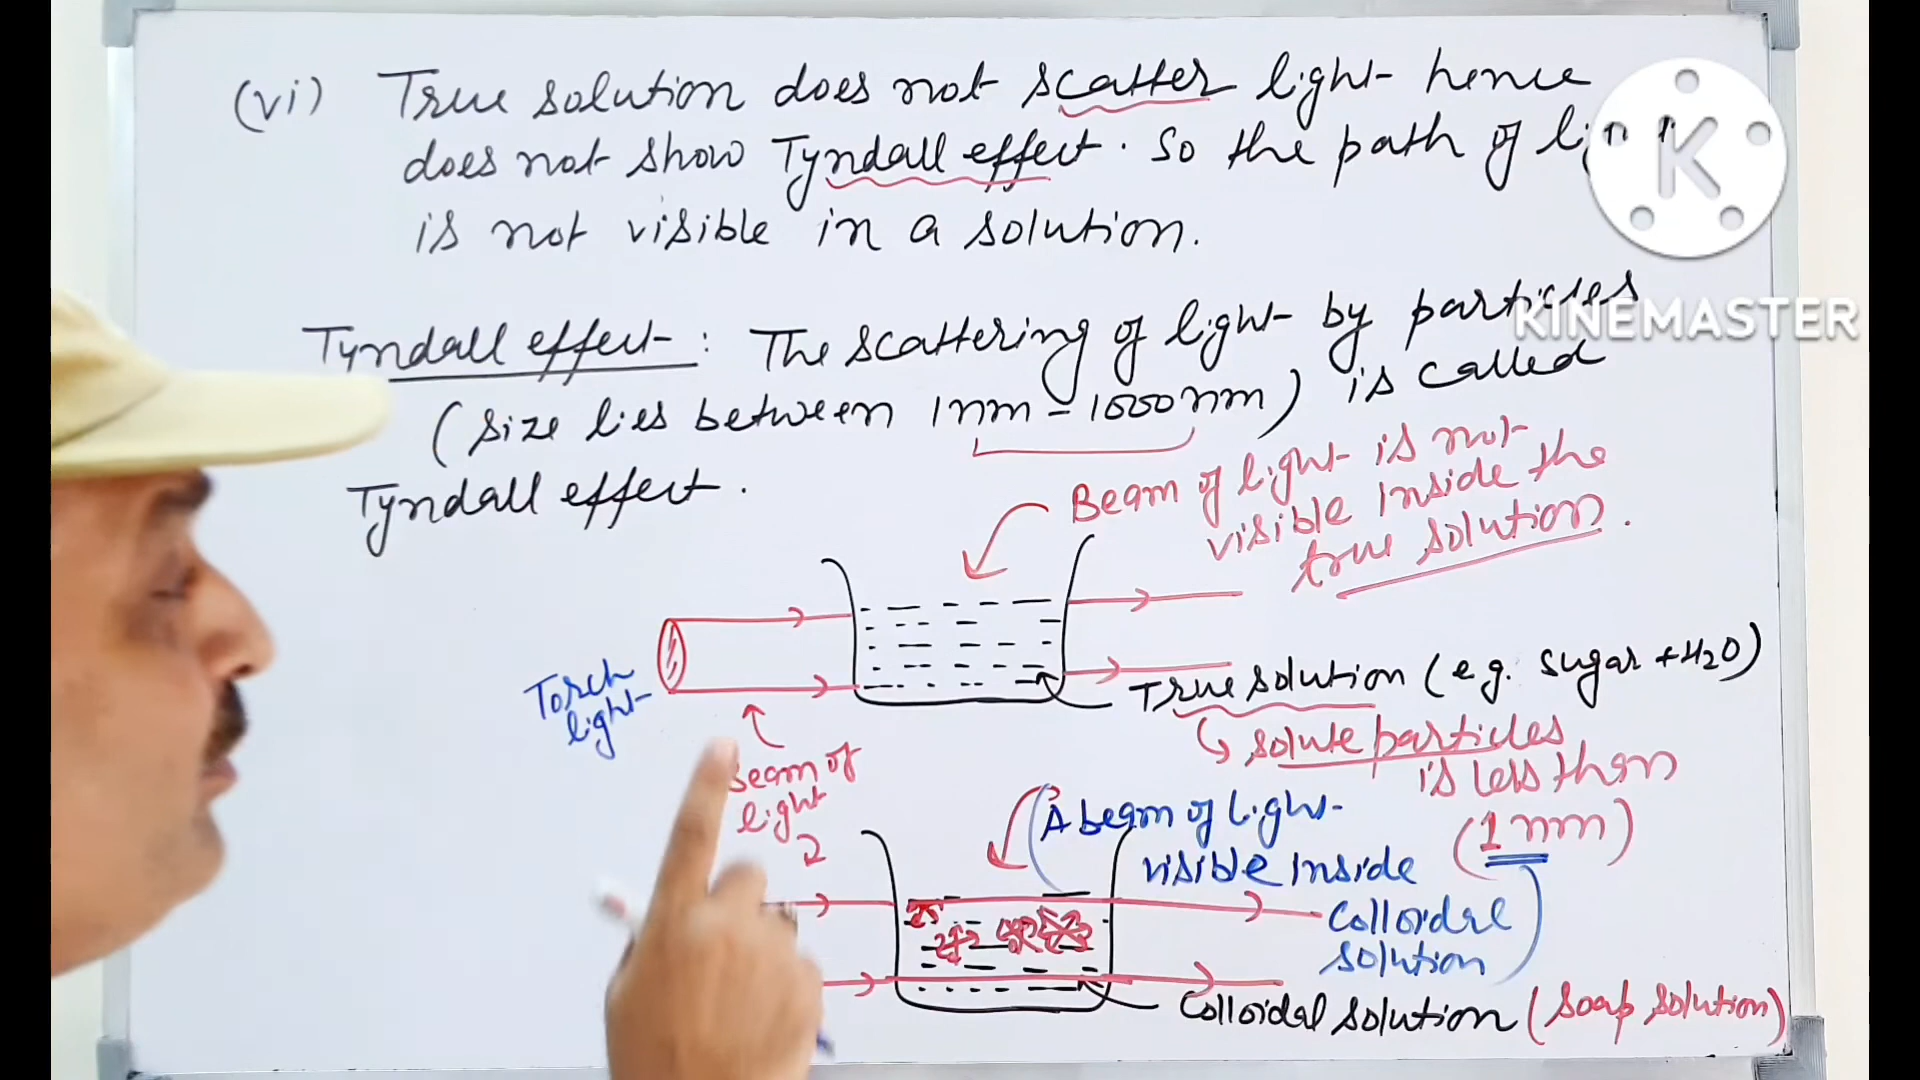 (vi) True solution does not scatter light hence
does not show Tyndall effect. So the path of
is not visible in a solution.
Tyndall effect : The scattering of light by particles
(size lies between 1nm - 1000nm) is called
Tyndall effect.
Beam of light is not
visible inside the
true solution.
Torch
light
Beam of
light
True solution (e.g. sugar + H2O)
solute particles
is less than
(1 nm)
A beam of light
visible inside
Colloidal
solution
Colloidal solution (soap solution)
K
KINEMASTER